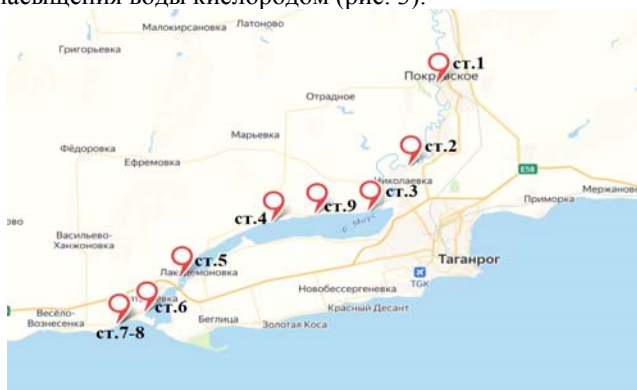 насыщения воды кислородом (рис. 3).
Латоново
Малокирсановка
Григорьевка
ст.1
Покровское
Отрадное
Марьевка
ст.2
Фёдоровка
Ефремовка
Николаевка
E58
Мержаново
ст.3
ст.9
ст.4
Приморка
ово
р. Миус
Васильево-
Ханжоновка
ст.5
Таганрог
TGK
Новобессергеневка
ст.6
Весёло-
Вознесенка
Беглица
Красный Десант
Золотая Коса
ст.7-8